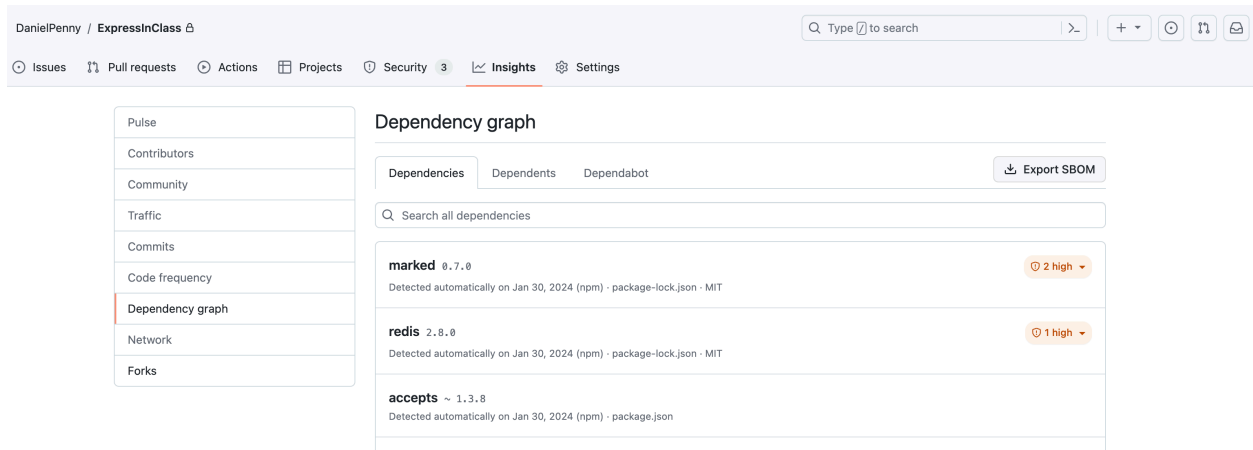 DanielPenny / ExpressInClass
Type / to search
Issues Pull requests Actions Projects Security 3 Insights Settings
Pulse
Contributors
Community
Traffic
Commits
Code frequency
Dependency graph
Network
Forks
Dependency graph
Dependencies Dependents Dependabot Export SBOM
Search all dependencies
marked 0.7.0 2 high
Detected automatically on Jan 30, 2024 (npm) · package-lock.json · MIT
redis 2.8.0 1 high
Detected automatically on Jan 30, 2024 (npm) · package-lock.json · MIT
accepts ~ 1.3.8
Detected automatically on Jan 30, 2024 (npm) · package.json